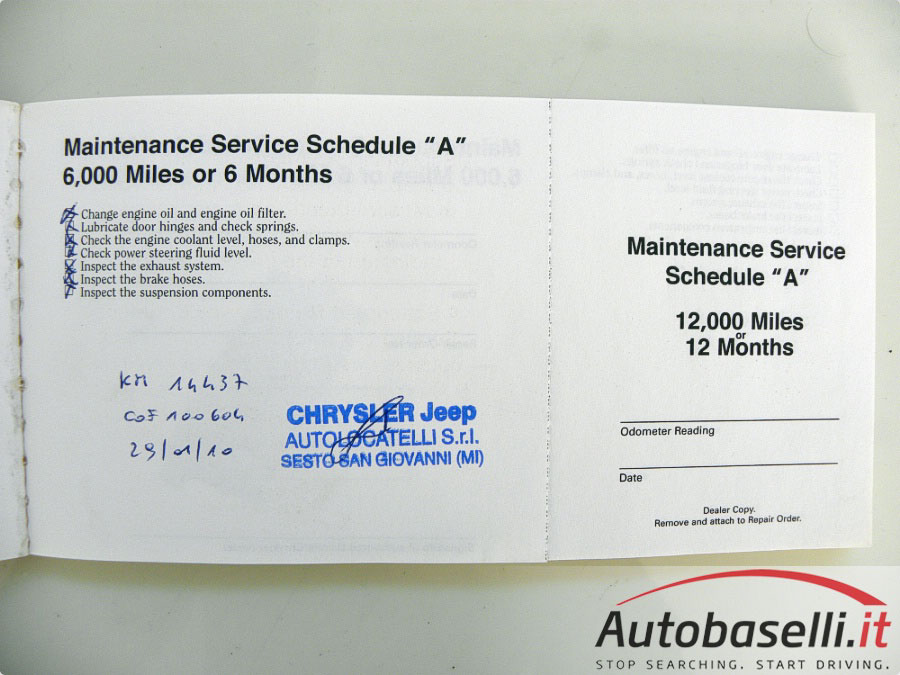 Maintenance Service Schedule “A”
6,000 Miles or 6 Months
Change engine oil and engine oil filter.
Lubricate door hinges and check springs.
Check the engine coolant level, hoses, and clamps.
Check power steering fluid level.
Inspect the exhaust system.
Inspect the brake hoses.
Inspect the suspension components.
KM 14437
100604
29/01/10
CHRYSLER Jeep
AUTOLOCATELLI S.r.l.
SESTO SAN GIOVANNI (MI)
Maintenance Service
Schedule “A”
12,000 Miles
or
12 Months
Odometer Reading
Date
Dealer Copy.
Remove and attach to Repair Order.
Autobaselli.it
STOP SEARCHING. START DRIVING.